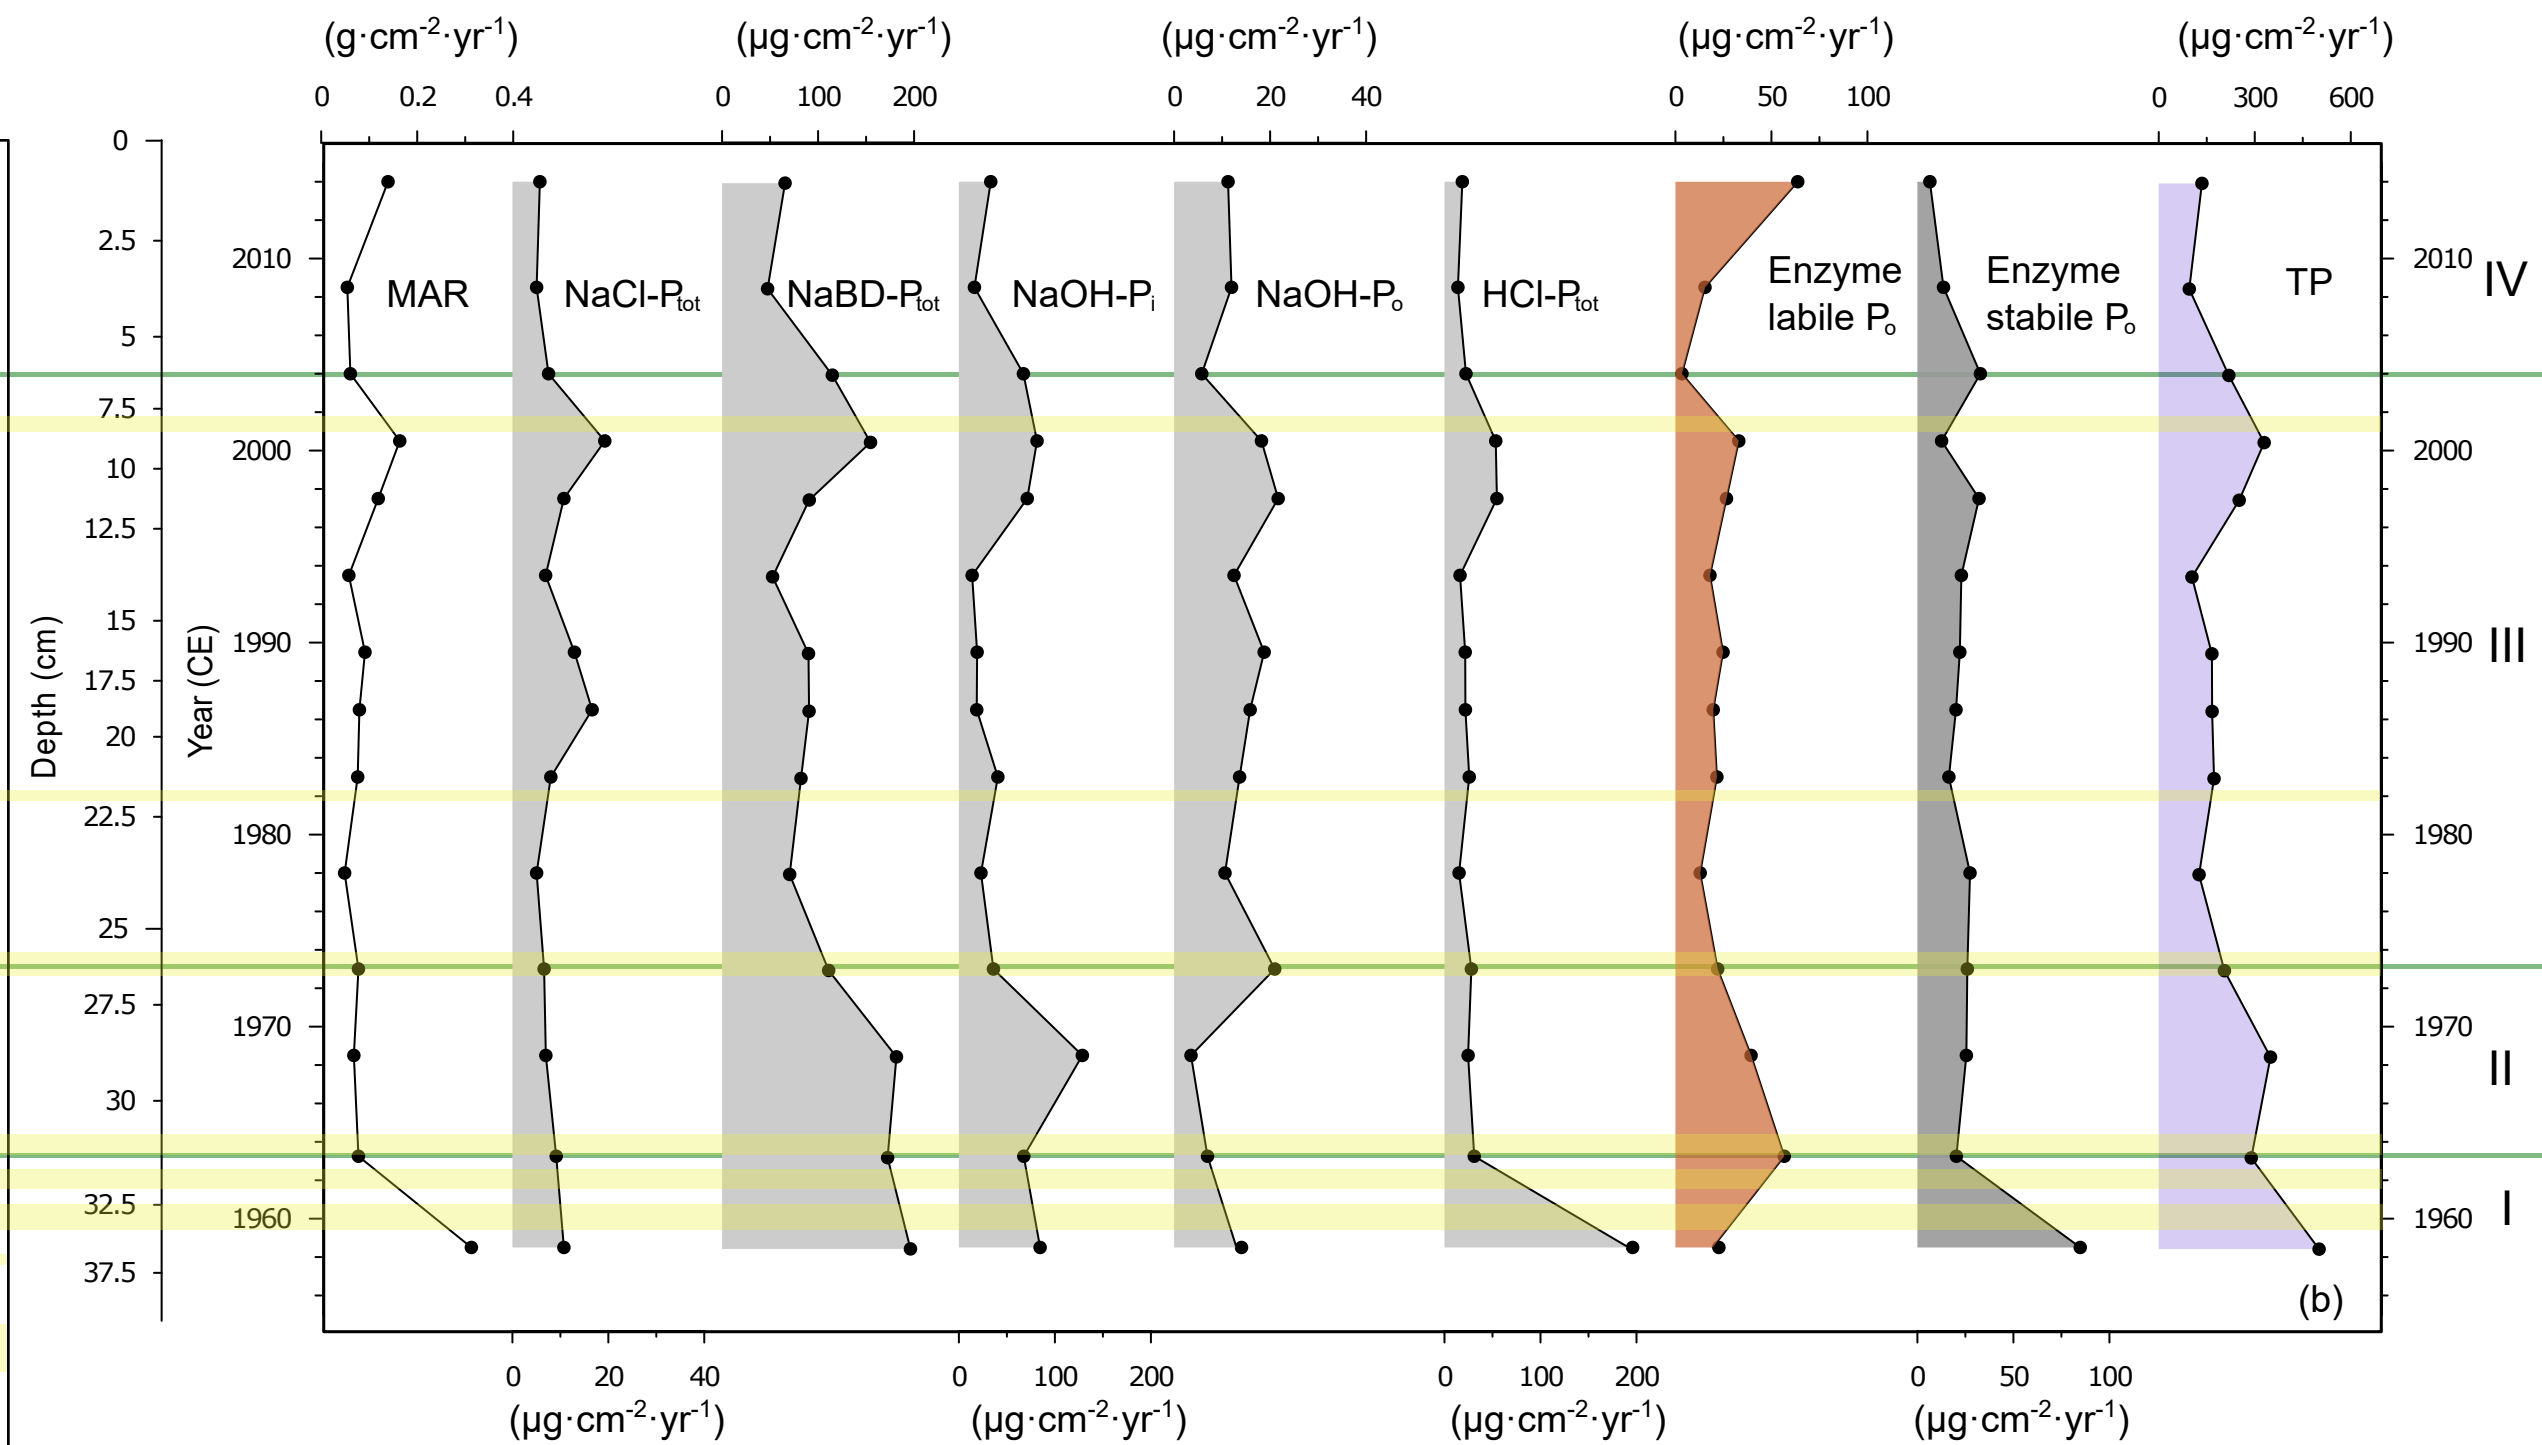 (g·cm⁻²·yr⁻¹) (µg·cm⁻²·yr⁻¹) (µg·cm⁻²·yr⁻¹) (µg·cm⁻²·yr⁻¹) (µg·cm⁻²·yr⁻¹)
0 0.2 0.4 0 100 200 0 20 40 0 50 100 0 300 600
0
2.5
5
7.5
10
12.5
15
17.5
20
22.5
25
27.5
30
32.5
37.5
Depth (cm)
Year (CE)
2010
2000
1990
1980
1970
1960
MAR
NaCl-Ptot
NaBD-Ptot
NaOH-Pi
NaOH-Po
HCl-Ptot
Enzyme
labile Po
Enzyme
stabile Po
TP
2010
2000
1990
1980
1970
1960
IV
III
II
I
(b)
0 20 40 0 100 200 0 100 200 0 50 100
(µg·cm⁻²·yr⁻¹) (µg·cm⁻²·yr⁻¹) (µg·cm⁻²·yr⁻¹) (µg·cm⁻²·yr⁻¹)